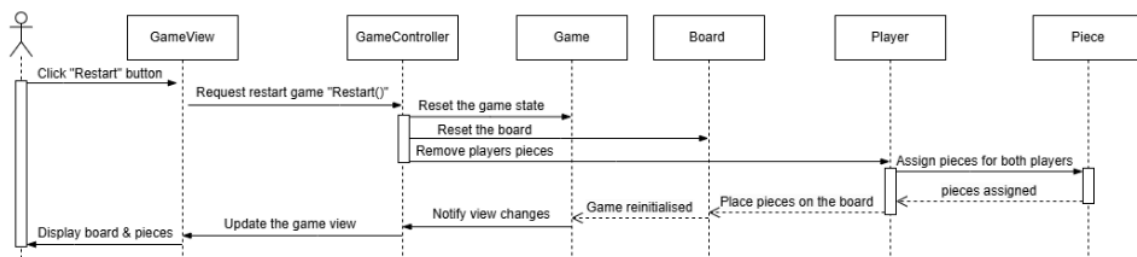 GameView
GameController
Game
Board
Player
Piece
Click "Restart" button
Request restart game "Restart()"
Reset the game state
Reset the board
Remove players pieces
Assign pieces for both players
pieces assigned
Place pieces on the board
Game reinitialised
Notify view changes
Update the game view
Display board & pieces